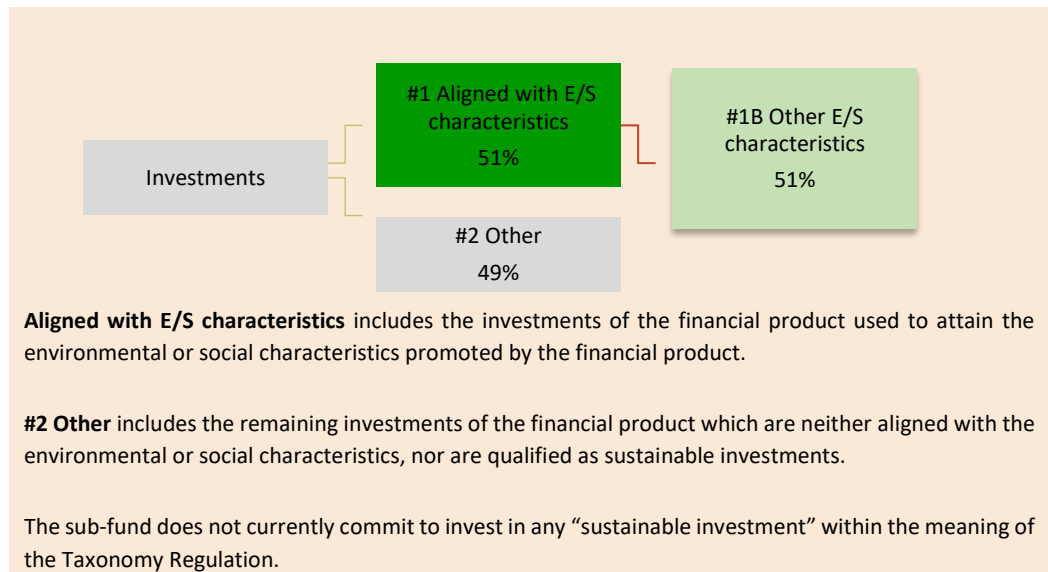 #1 Aligned with E/S
characteristics
51%
#1B Other E/S
characteristics
51%
Investments
#2 Other
49%
Aligned with E/S characteristics includes the investments of the financial product used to attain the
environmental or social characteristics promoted by the financial product.
#2 Other includes the remaining investments of the financial product which are neither aligned with the
environmental or social characteristics, nor are qualified as sustainable investments.
The sub-fund does not currently commit to invest in any “sustainable investment” within the meaning of
the Taxonomy Regulation.